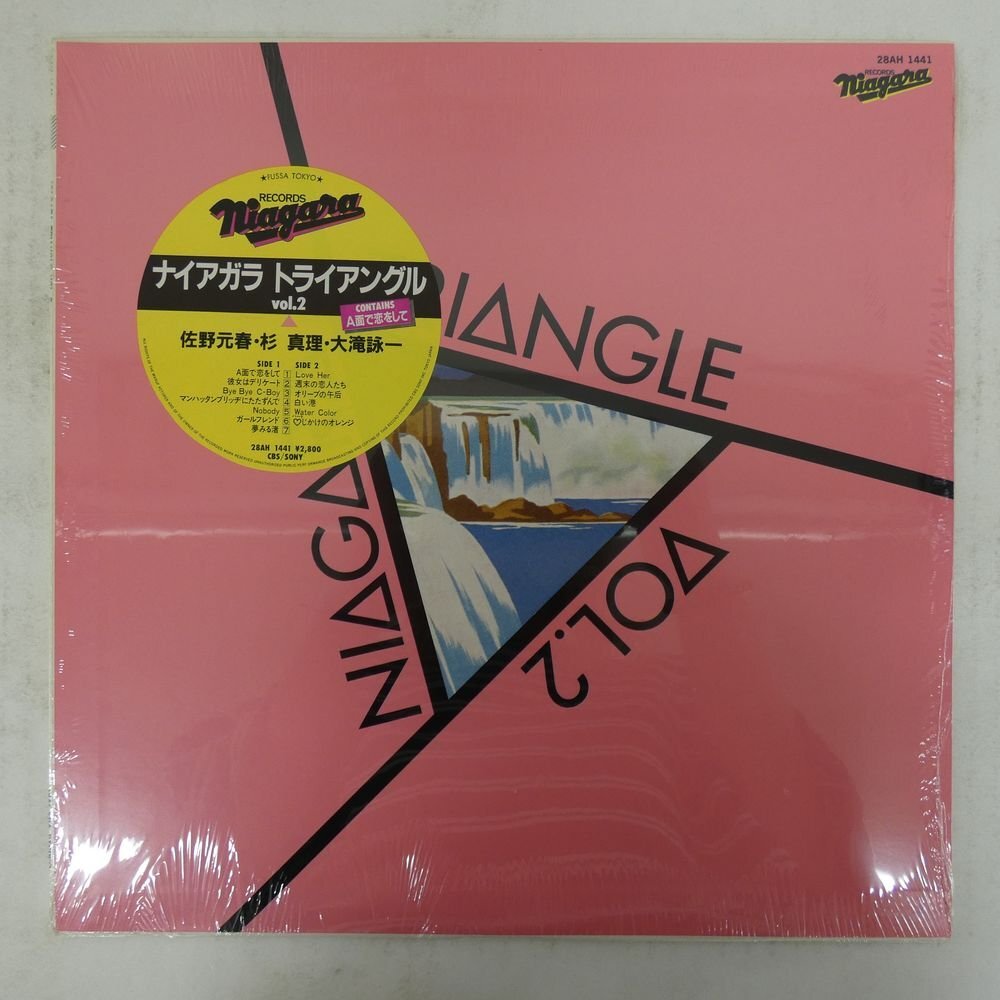 28AH 1441
RECORDS
Niagara
★FUSSA TOKYO★
RECORDS
Niagara
ナイアガラ トライアングル
vol.2
CONTAINS
A面で恋をして
佐野元春・杉 真理・大滝詠一
SIDE 1 SIDE 2
A面で恋をして 1 Love Her
彼女はデリケート 2 週末の恋人たち
Bye Bye C-Boy 3 オリーブの午后
マンハッタンブリッヂにたたずんで 4 白い港
Nobody 5 Water Color
ガールフレンド 6 ♡じかけのオレンジ
夢みる渚 7
28AH 1441 ¥2,800
CBS/SONY
NIAGA
RIANGLE
VOL.2